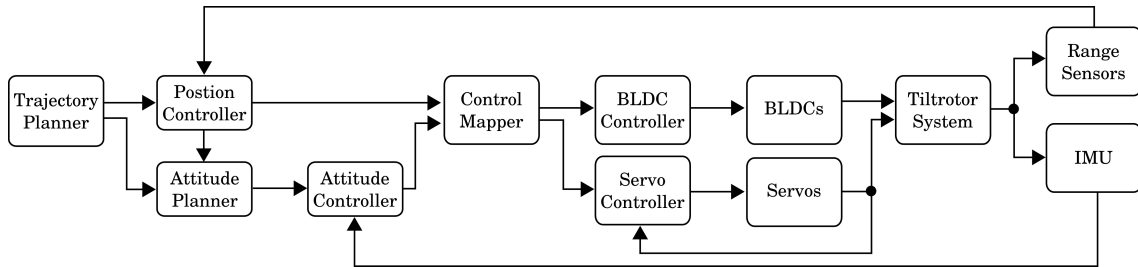 Trajectory
Planner
Postion
Controller
Attitude
Planner
Attitude
Controller
Control
Mapper
BLDC
Controller
Servo
Controller
BLDCs
Servos
Tiltrotor
System
Range
Sensors
IMU